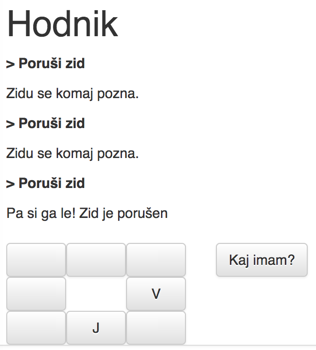 Hodnik
> Poruši zid
Zidu se komaj pozna.
> Poruši zid
Zidu se komaj pozna.
> Poruši zid
Pa si ga le! Zid je porušen
Kaj imam?
V
J